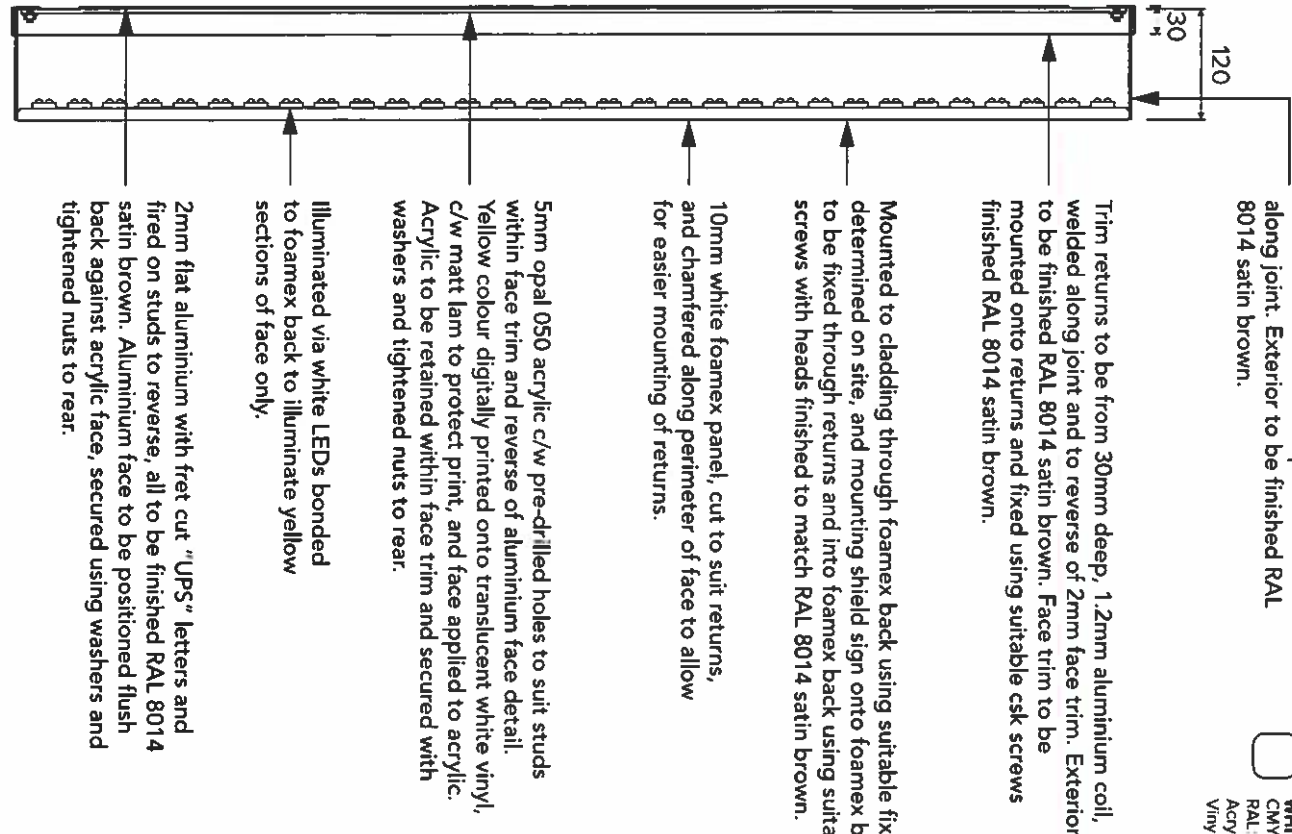 30
120
along joint. Exterior to be finished RAL
8014 satin brown.
Trim returns to be from 30mm deep, 1.2mm aluminium coil,
welded along joint and to reverse of 2mm face trim. Exterior
to be finished RAL 8014 satin brown. Face trim to be
mounted onto returns and fixed using suitable csk screws
finished RAL 8014 satin brown.
Mounted to cladding through foamex back using suitable fix
determined on site, and mounting shield sign onto foamex b
to be fixed through returns and into foamex back using suita
screws with heads finished to match RAL 8014 satin brown.
10mm white foamex panel, cut to suit returns,
and chamfered along perimeter of face to allow
for easier mounting of returns.
5mm opal 050 acrylic c/w pre-drilled holes to suit studs
within face trim and reverse of aluminium face detail.
Yellow colour digitally printed onto translucent white vinyl,
c/w matt lam to protect print, and face applied to acrylic.
Acrylic to be retained within face trim and secured with
washers and tightened nuts to rear.
Illuminated via white LEDs bonded
to foamex back to illuminate yellow
sections of face only.
2mm flat aluminium with fret cut "UPS" letters and
fired on studs to reverse, all to be finished RAL 8014
satin brown. Aluminium face to be positioned flush
back against acrylic face, secured using washers and
tightened nuts to rear.
WHI
CMY
RAL:
Acry
Viny